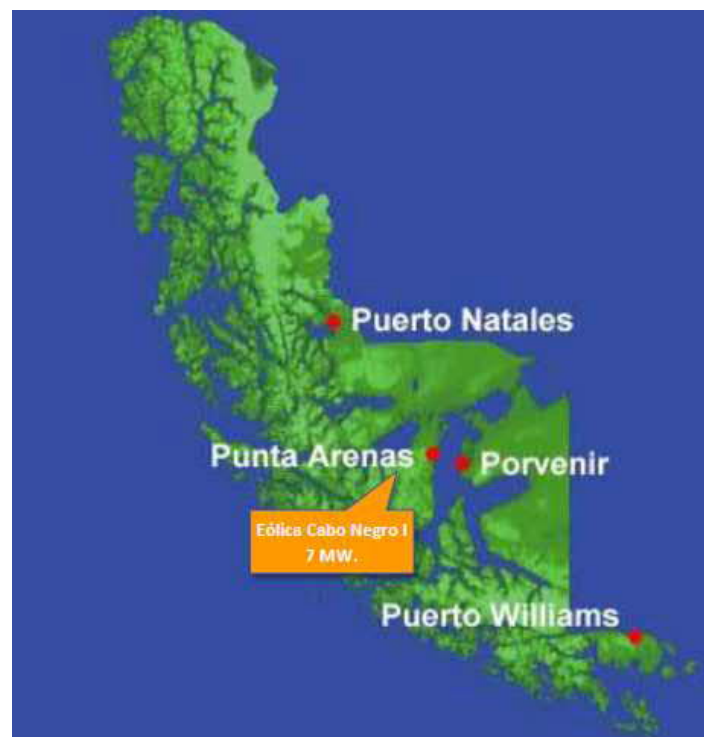 Puerto Natales
Punta Arenas
Porvenir
Eólica Cabo Negro I
7 MW.
Puerto Williams